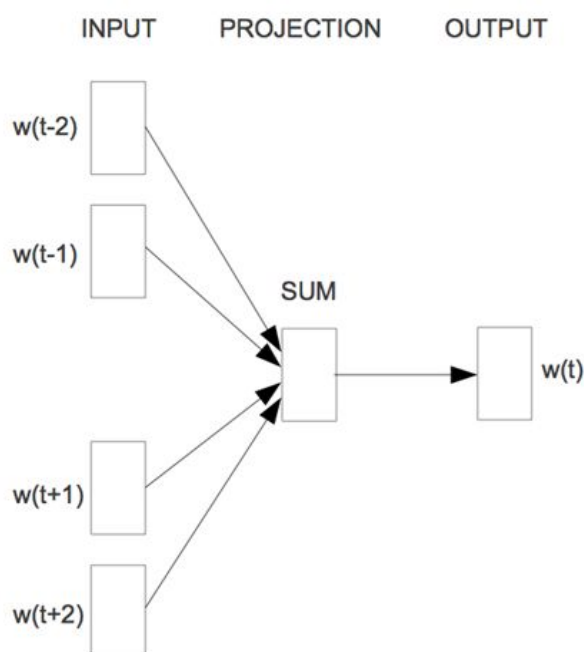 INPUT PROJECTION OUTPUT
w(t-2)
w(t-1)
SUM
w(t)
w(t+1)
w(t+2)